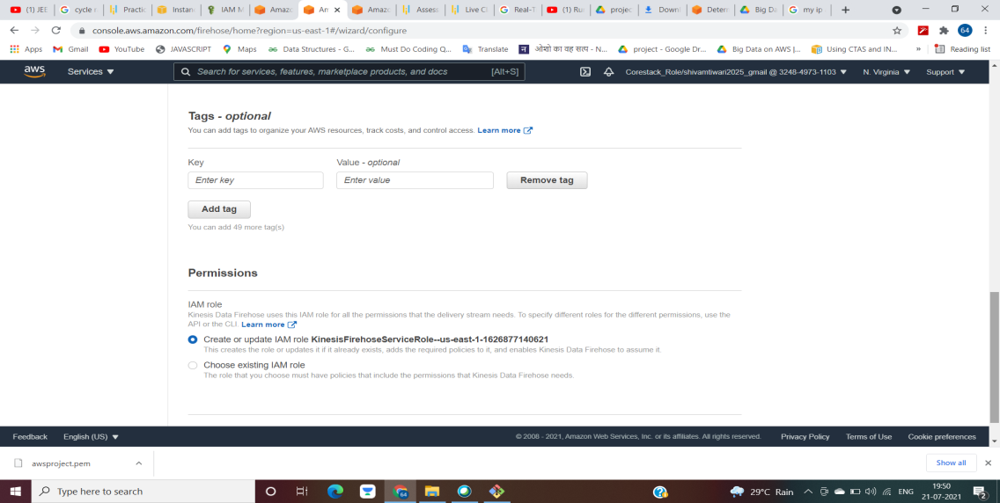 (1) JEE
cycle r
Practic
Instan
IAM M
Amazo
An
Amazo
Assess
Live Cl
Real-T
(1) Ru
projec
Downl
Determ
Big Da
my ip
console.aws.amazon.com/firehose/home?region=us-east-1#/wizard/configure
64
Apps
Gmail
YouTube
JAVASCRIPT
Maps
Data Structures - G...
Must Do Coding Q...
Translate
ओशो का वह सत्य - N...
project - Google Dr...
Big Data on AWS |...
Using CTAS and IN...
»
Reading list
aws
Services
Search for services, features, marketplace products, and docs
[Alt+S]
Corestack_Role/shivamtiwari2025_gmail @ 3248-4973-1103
N. Virginia
Support
Tags - optional
You can add tags to organize your AWS resources, track costs, and control access. Learn more
Key
Value - optional
Enter key
Enter value
Remove tag
Add tag
You can add 49 more tag(s)
Permissions
IAM role
Kinesis Data Firehose uses this IAM role for all the permissions that the delivery stream needs. To specify different roles for the different permissions, use the
API or the CLI. Learn more
Create or update IAM role KinesisFirehoseServiceRole--us-east-1-1626877140621
This creates the role or updates it if it already exists, adds the required policies to it, and enables Kinesis Data Firehose to assume it.
Choose existing IAM role
The role that you choose must have policies that include the permissions that Kinesis Data Firehose needs.
Feedback
English (US)
© 2008 - 2021, Amazon Web Services, Inc. or its affiliates. All rights reserved.
Privacy Policy
Terms of Use
Cookie preferences
awsproject.pem
Show all
Type here to search
64
29°C Rain
ENG
19:50
21-07-2021
2